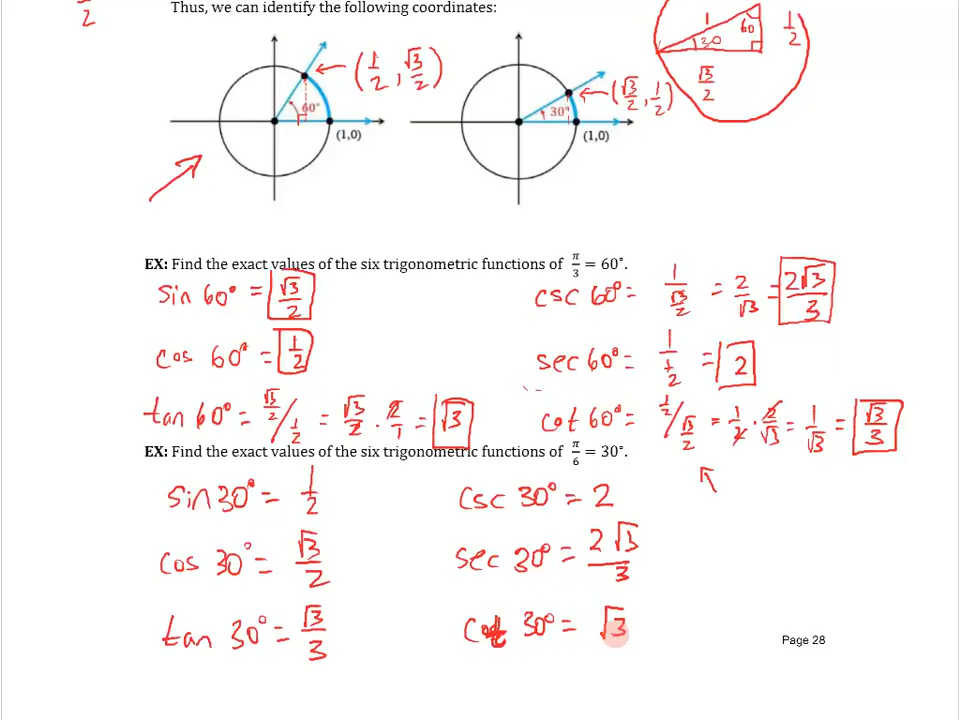 2
Thus, we can identify the following coordinates:
1 60 30 1/2 √3/2
(1/2, √3/2) 60° (1,0)
(√3/2, 1/2) 30° (1,0)
EX: Find the exact values of the six trigonometric functions of π/3 = 60°.
sin 60° = √3/2 csc 60° = 1/(√3/2) = 2/√3 = 2√3/3
cos 60° = 1/2 sec 60° = 1/(1/2) = 2
tan 60° = √3/2 / 1/2 = √3/2 · 2/1 = √3 cot 60° = 1/2 / √3/2 = 1/2 · 2/√3 = 1/√3 = √3/3
EX: Find the exact values of the six trigonometric functions of π/6 = 30°.
sin 30° = 1/2 csc 30° = 2
cos 30° = √3/2 sec 30° = 2√3/3
tan 30° = √3/3 cot 30° = √3
Page 28